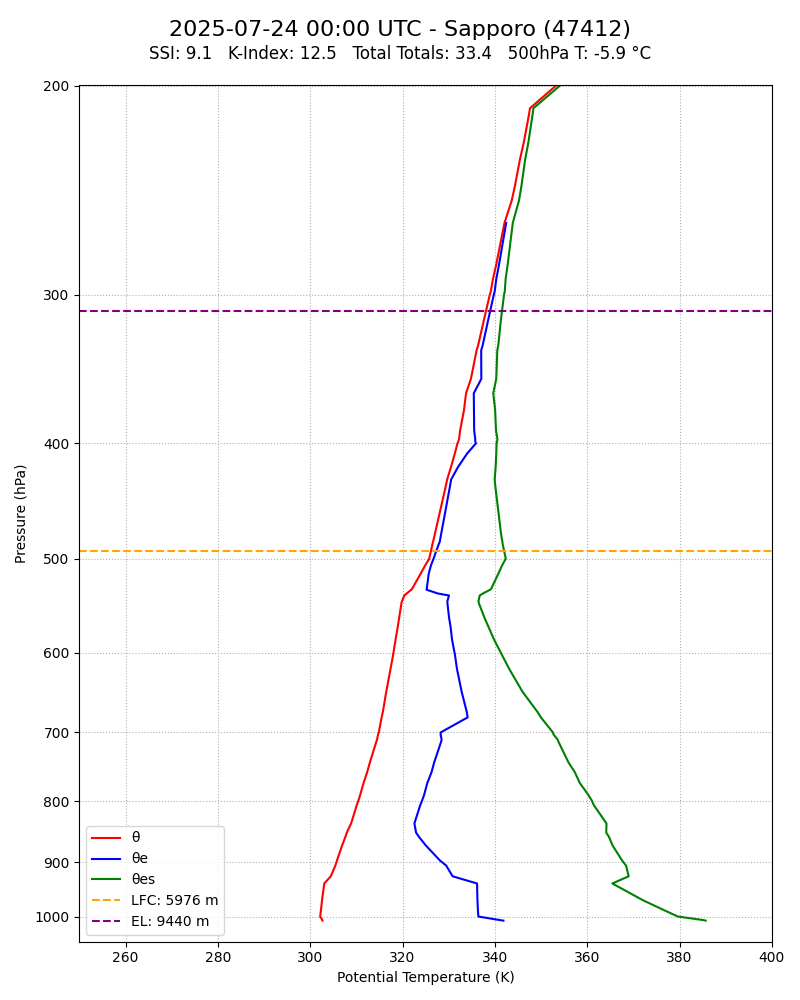 2025-07-24 00:00 UTC - Sapporo (47412)
SSI: 9.1   K-Index: 12.5   Total Totals: 33.4   500hPa T: -5.9 °C
200
300
400
500
600
700
800
900
1000
Pressure (hPa)
θ
θe
θes
LFC: 5976 m
EL: 9440 m
260 280 300 320 340 360 380 400
Potential Temperature (K)